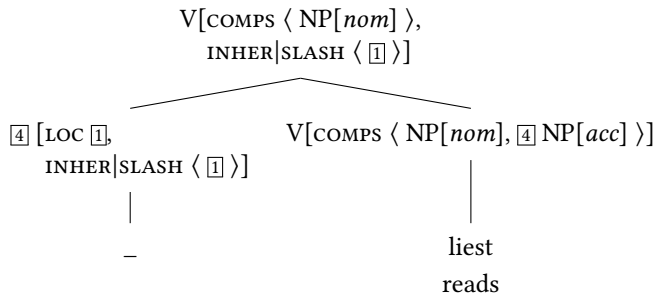 V[COMPS ⟨ NP[nom] ⟩,
INHER|SLASH ⟨ 1 ⟩]
4 [LOC 1, V[COMPS ⟨ NP[nom], 4 NP[acc] ⟩]
INHER|SLASH ⟨ 1 ⟩]
_ liest
reads